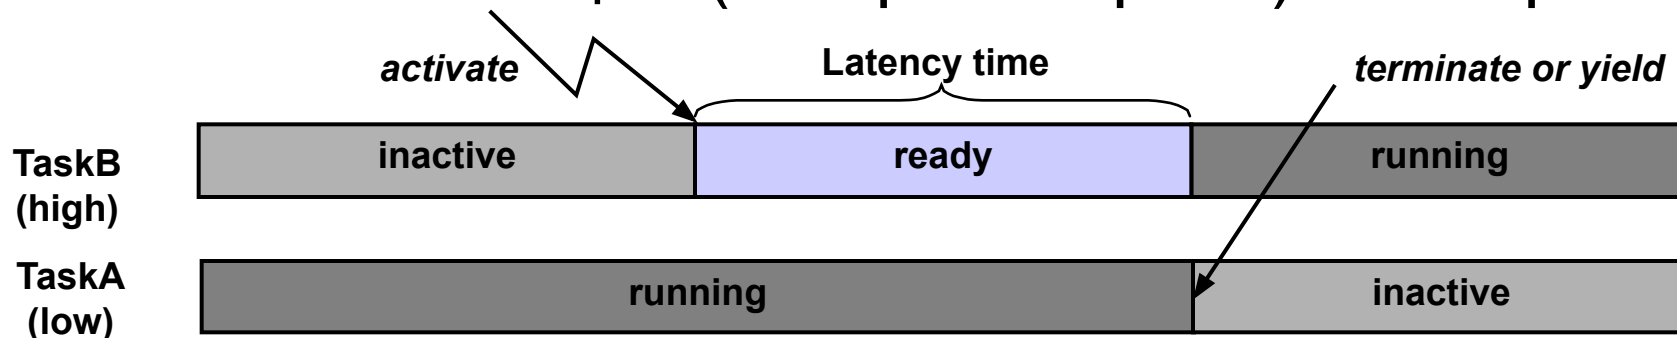 activate
Latency time
terminate or yield
TaskB
(high)
inactive
ready
running
TaskA
(low)
running
inactive